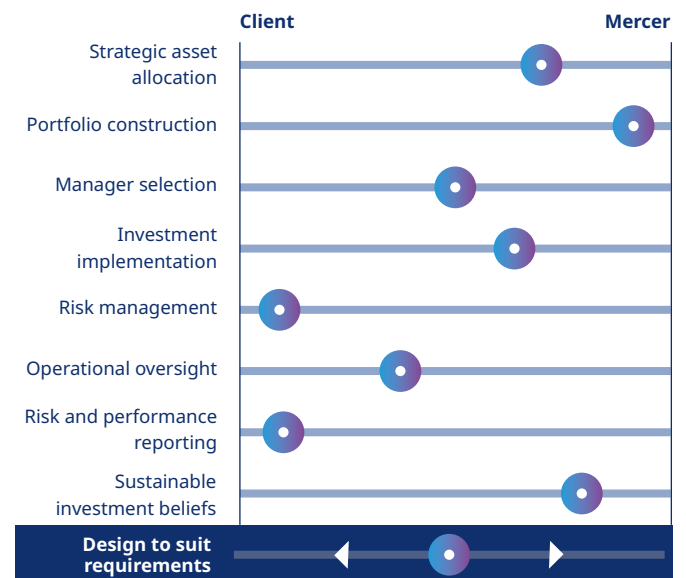 Client
Mercer
Strategic asset
allocation
Portfolio construction
Manager selection
Investment
implementation
Risk management
Operational oversight
Risk and performance
reporting
Sustainable
investment beliefs
Design to suit
requirements